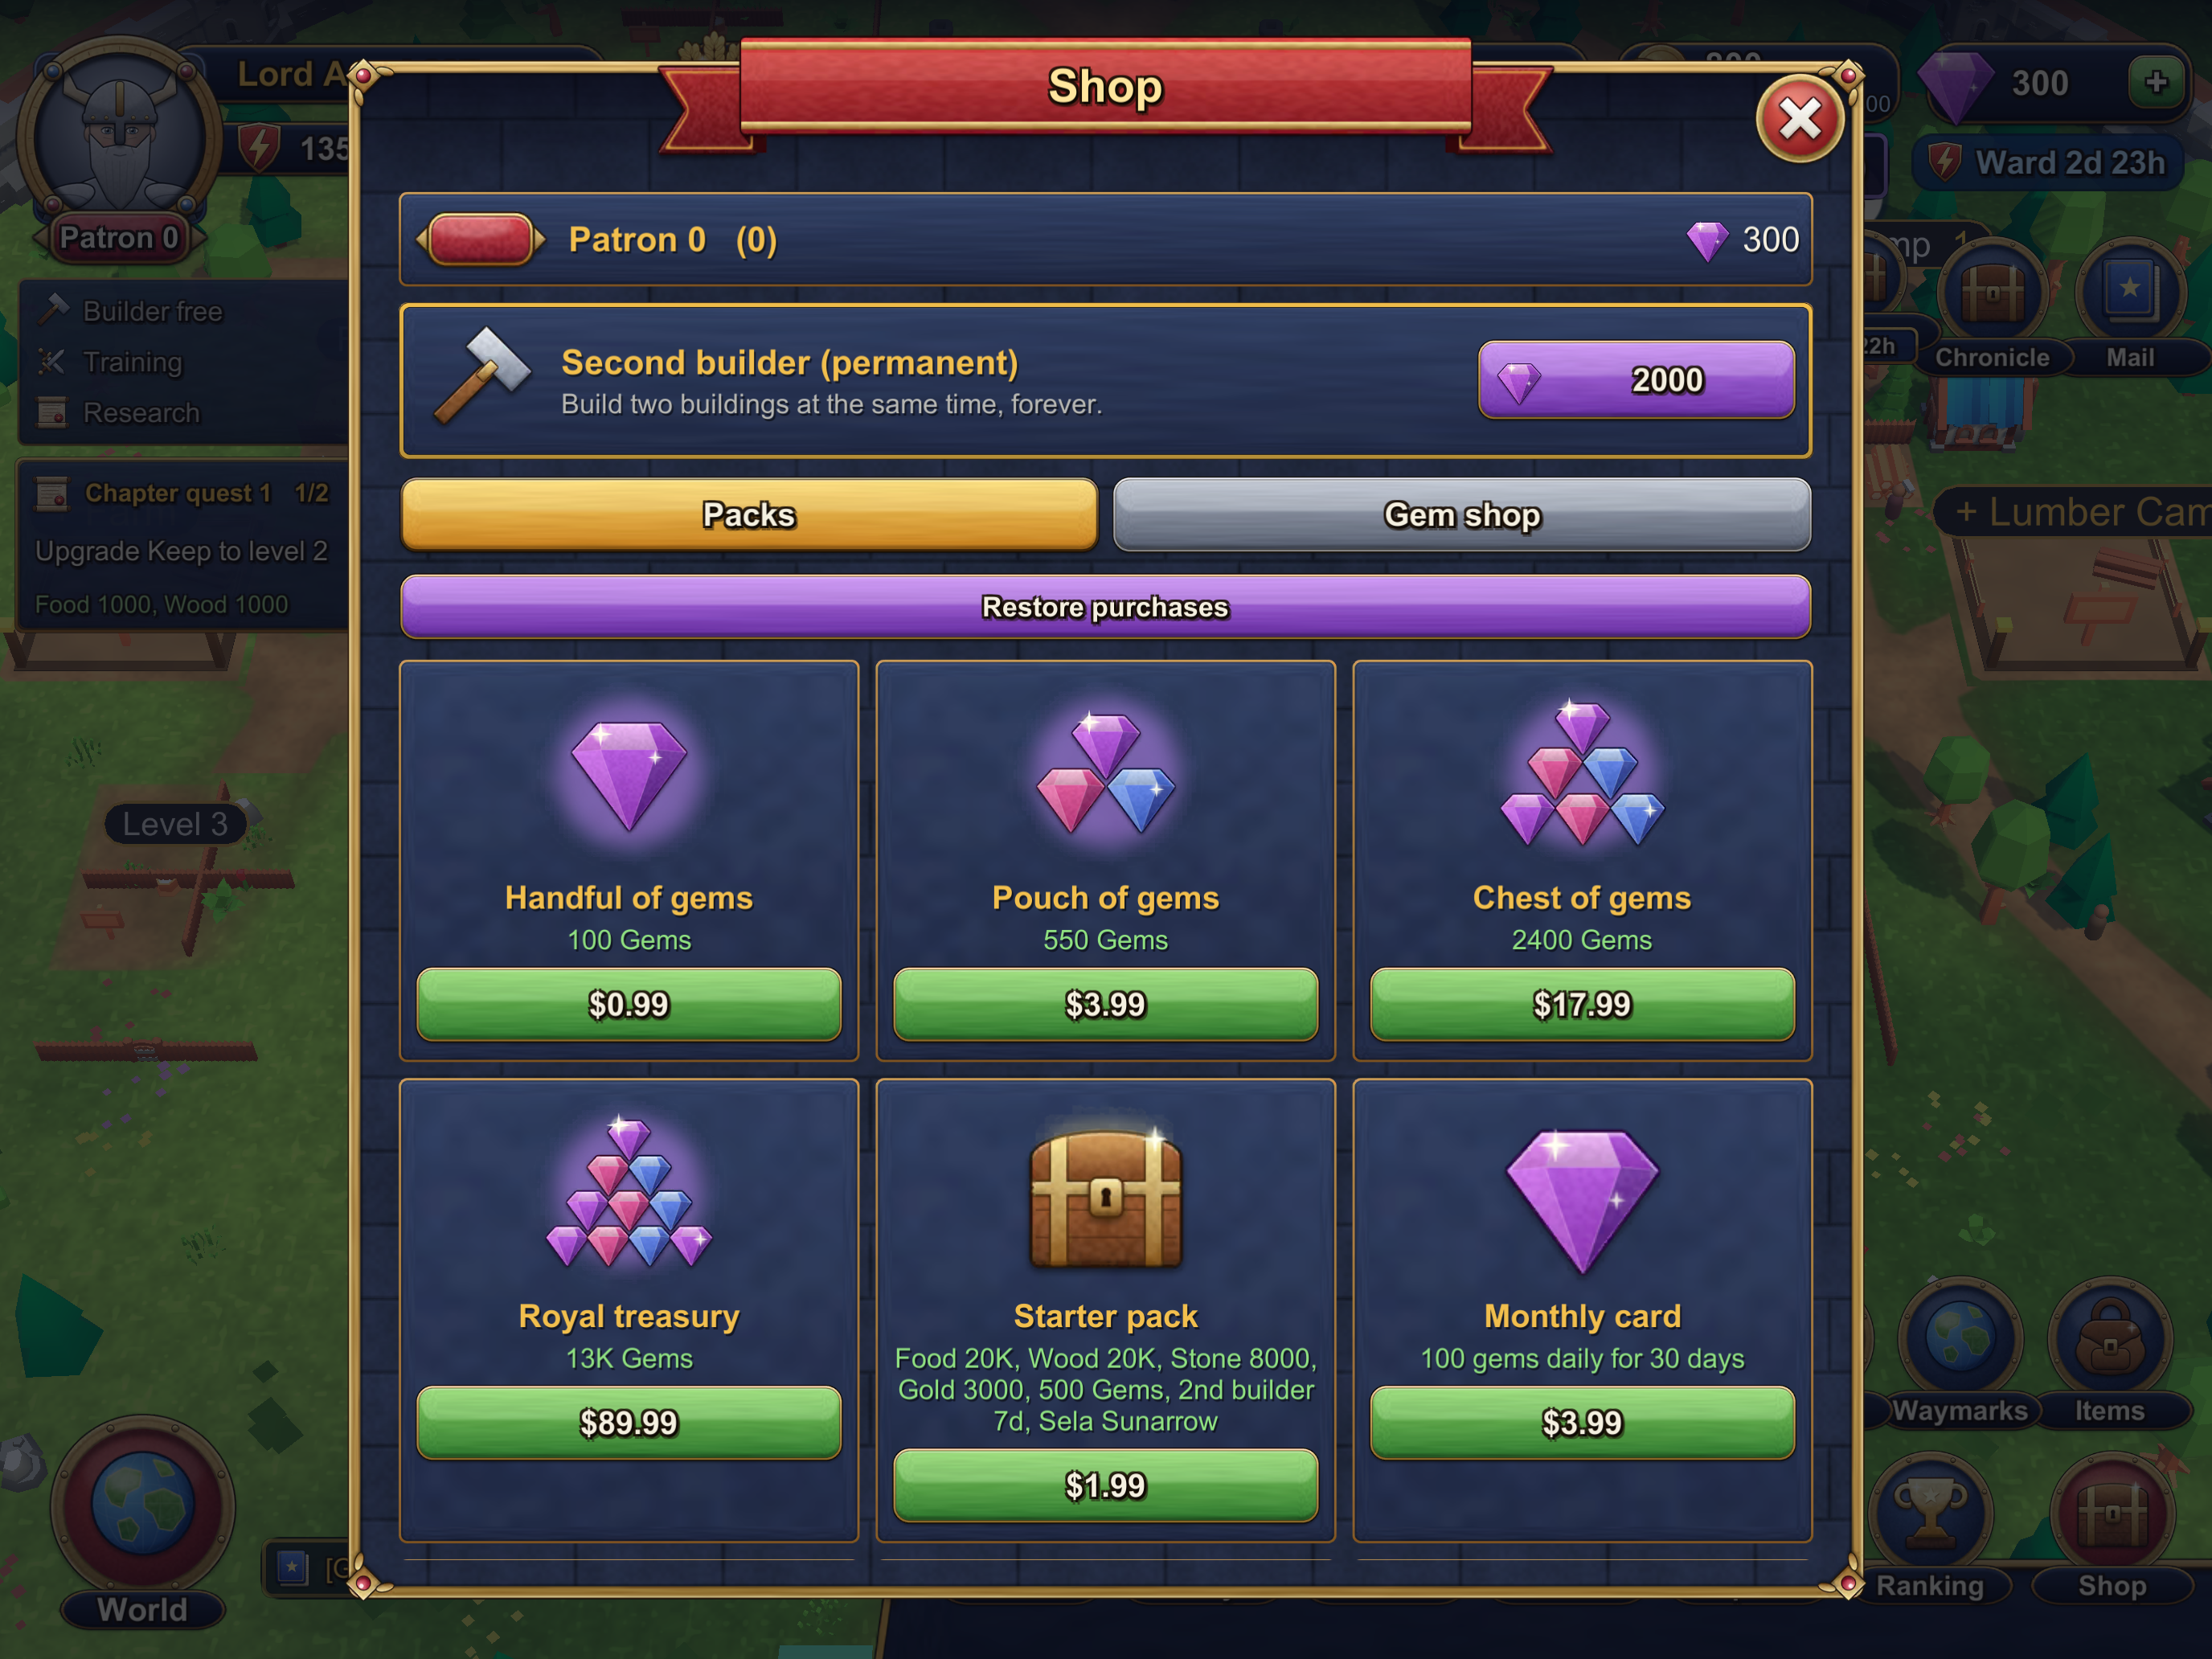 Shop
Lord A
135
Patron 0
300
+
Ward 2d 23h
Builder free
Training
Research
Chapter quest 1 1/2
Upgrade Keep to level 2
Food 1000, Wood 1000
Chronicle
Mail
Patron 0 (0)
300
Second builder (permanent)
Build two buildings at the same time, forever.
2000
Packs
Gem shop
Restore purchases
+ Lumber Cam
Level 3
Handful of gems
100 Gems
$0.99
Pouch of gems
550 Gems
$3.99
Chest of gems
2400 Gems
$17.99
Royal treasury
13K Gems
$89.99
Starter pack
Food 20K, Wood 20K, Stone 8000,
Gold 3000, 500 Gems, 2nd builder
7d, Sela Sunarrow
$1.99
Monthly card
100 gems daily for 30 days
$3.99
Waymarks
Items
Ranking
Shop
World